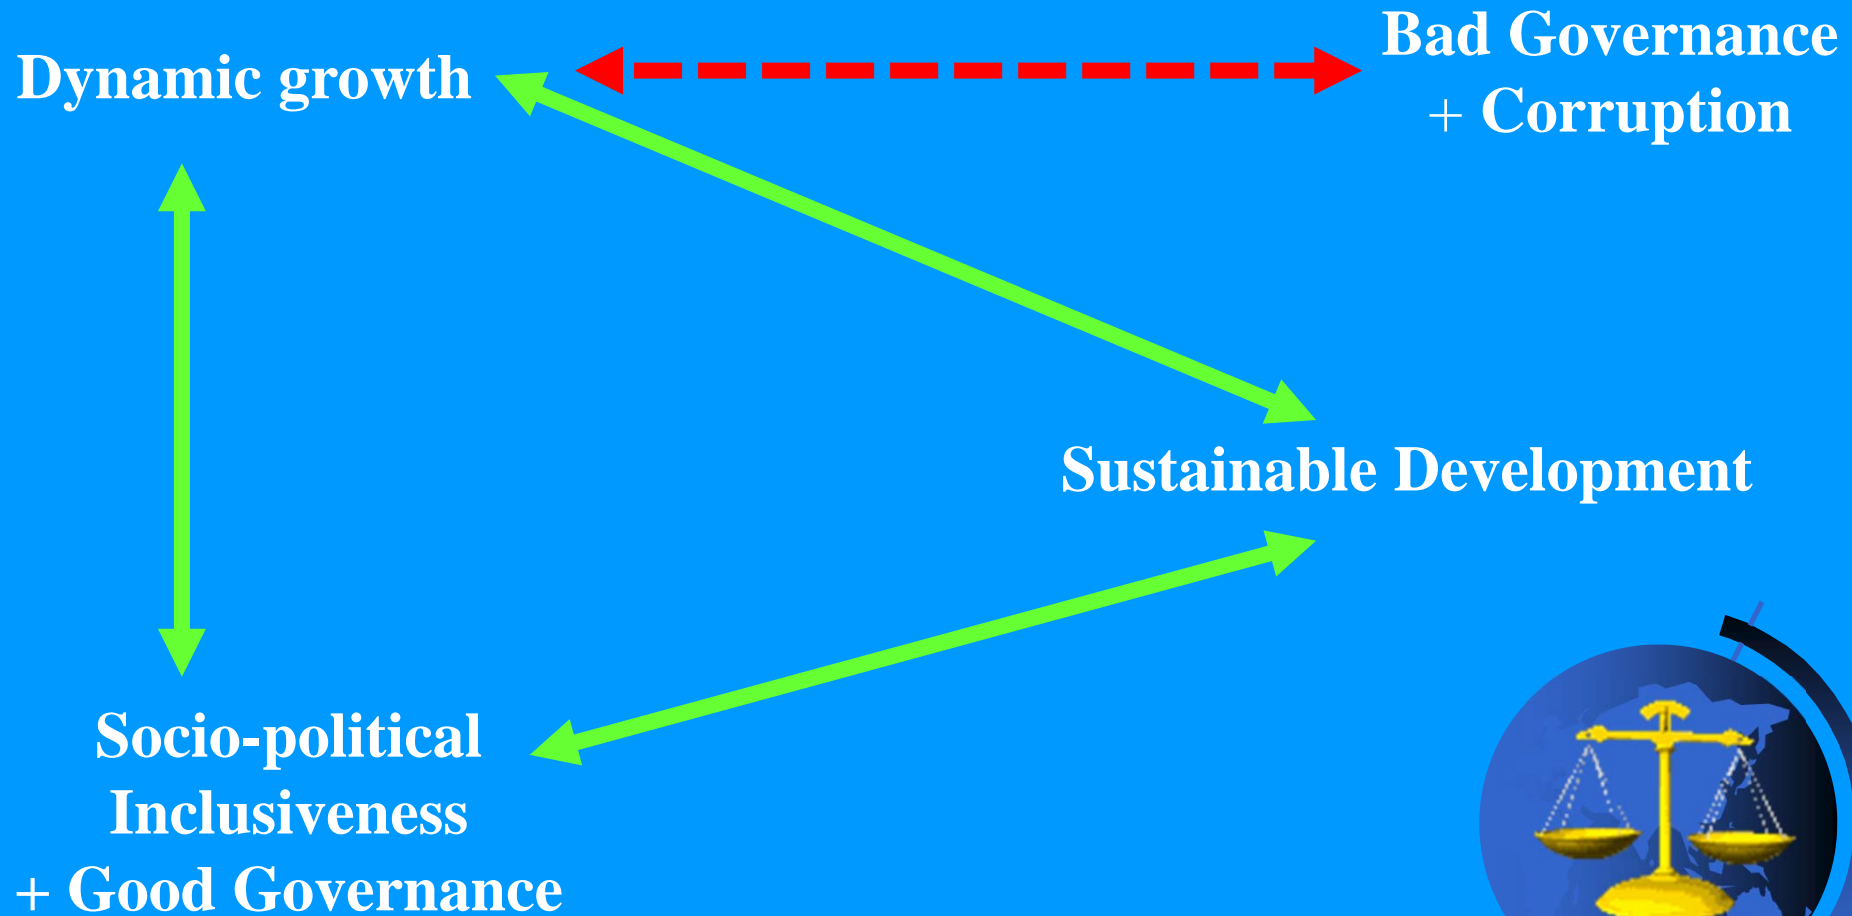 Dynamic growth
Bad Governance
+ Corruption
Sustainable Development
Socio-political
Inclusiveness
+ Good Governance